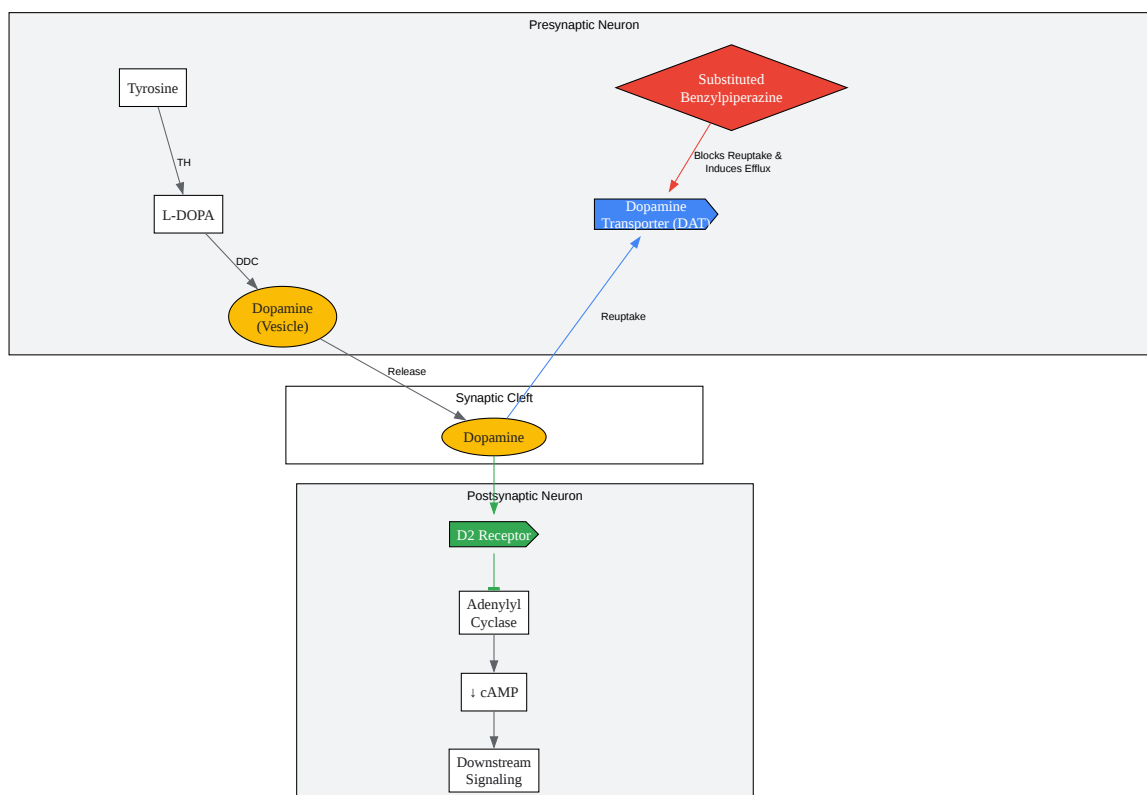 Presynaptic Neuron
Tyrosine
Substituted
Benzylpiperazine
TH
Blocks Reuptake &
Induces Efflux
L-DOPA
Dopamine
Transporter (DAT)
DDC
Dopamine
(Vesicle)
Reuptake
Release
Synaptic Cleft
Dopamine
Postsynaptic Neuron
D2 Receptor
Adenylyl
Cyclase
↓ cAMP
Downstream
Signaling